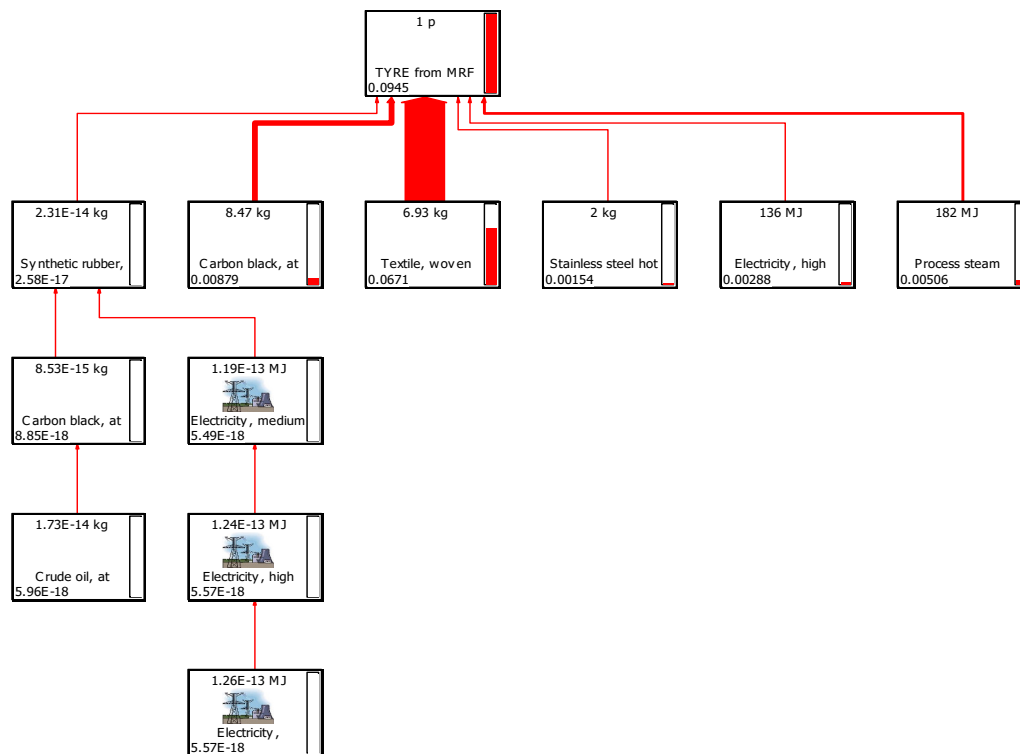 1 p
TYRE from MRF
0.0945
2.31E-14 kg
Synthetic rubber,
2.58E-17
8.47 kg
Carbon black, at
0.00879
6.93 kg
Textile, woven
0.0671
2 kg
Stainless steel hot
0.00154
136 MJ
Electricity, high
0.00288
182 MJ
Process steam
0.00506
8.53E-15 kg
Carbon black, at
8.85E-18
1.19E-13 MJ
Electricity, medium
5.49E-18
1.73E-14 kg
Crude oil, at
5.96E-18
1.24E-13 MJ
Electricity, high
5.57E-18
1.26E-13 MJ
Electricity,
5.57E-18